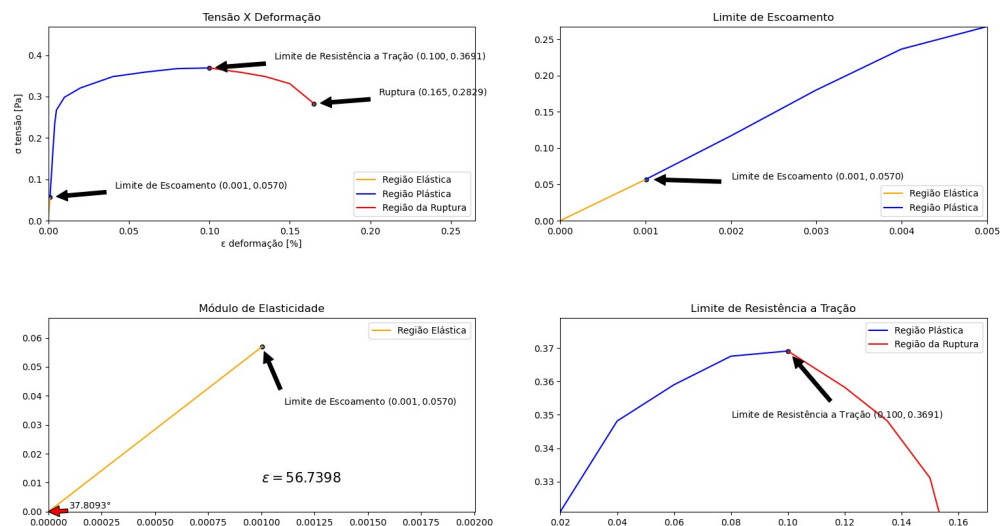 Tensão X Deformação
σ tensão [Pa]
0.4
0.3
0.2
0.1
0.0
Limite de Resistência a Tração (0.100, 0.3691)
Ruptura (0.165, 0.2829)
Limite de Escoamento (0.001, 0.0570)
Região Elástica
Região Plástica
Região da Ruptura
0.00 0.05 0.10 0.15 0.20 0.25
ε deformação [%]
Limite de Escoamento
0.25
0.20
0.15
0.10
0.05
0.00
Limite de Escoamento (0.001, 0.0570)
Região Elástica
Região Plástica
0.000 0.001 0.002 0.003 0.004 0.005
Módulo de Elasticidade
0.06
0.05
0.04
0.03
0.02
0.01
0.00
Região Elástica
Limite de Escoamento (0.001, 0.0570)
ε = 56.7398
37.8093°
0.00000 0.00025 0.00050 0.00075 0.00100 0.00125 0.00150 0.00175 0.00200
Limite de Resistência a Tração
0.37
0.36
0.35
0.34
0.33
Região Plástica
Região da Ruptura
Limite de Resistência a Tração (0.100, 0.3691)
0.02 0.04 0.06 0.08 0.10 0.12 0.14 0.16